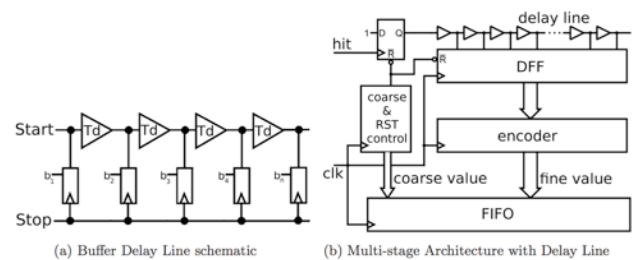 Start
Td
Td
Td
Td
b1
b2
b3
b4
bn
Stop
(a) Buffer Delay Line schematic
delay line
1
D
Q
hit
R
R
DFF
coarse
&
RST
control
encoder
clk
coarse value
fine value
FIFO
(b) Multi-stage Architecture with Delay Line